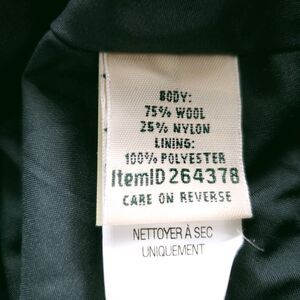 BODY:
75% WOOL
25% NYLON
LINING:
100% POLYESTER
ItemID 264378
CARE ON REVERSE
NETTOYER À SEC
UNIQUEMENT